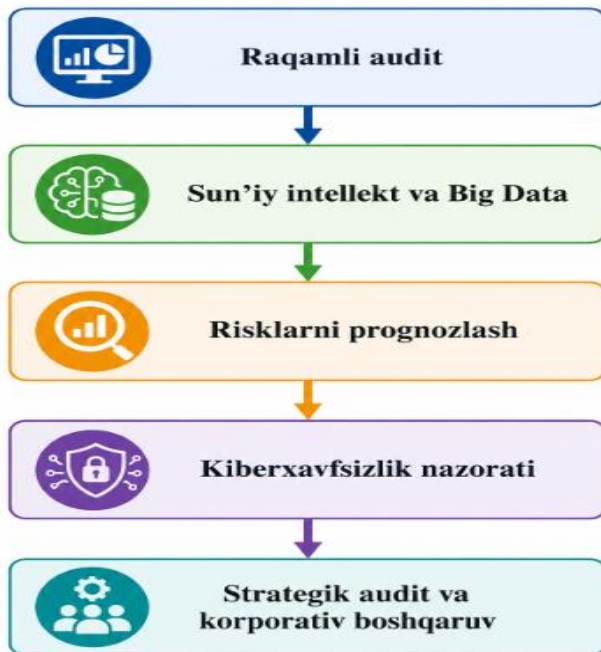 Raqamli audit
Sun’iy intellekt va Big Data
Risklarni prognozlash
Kiberxavfsizlik nazorati
Strategik audit va
korporativ boshqaruv